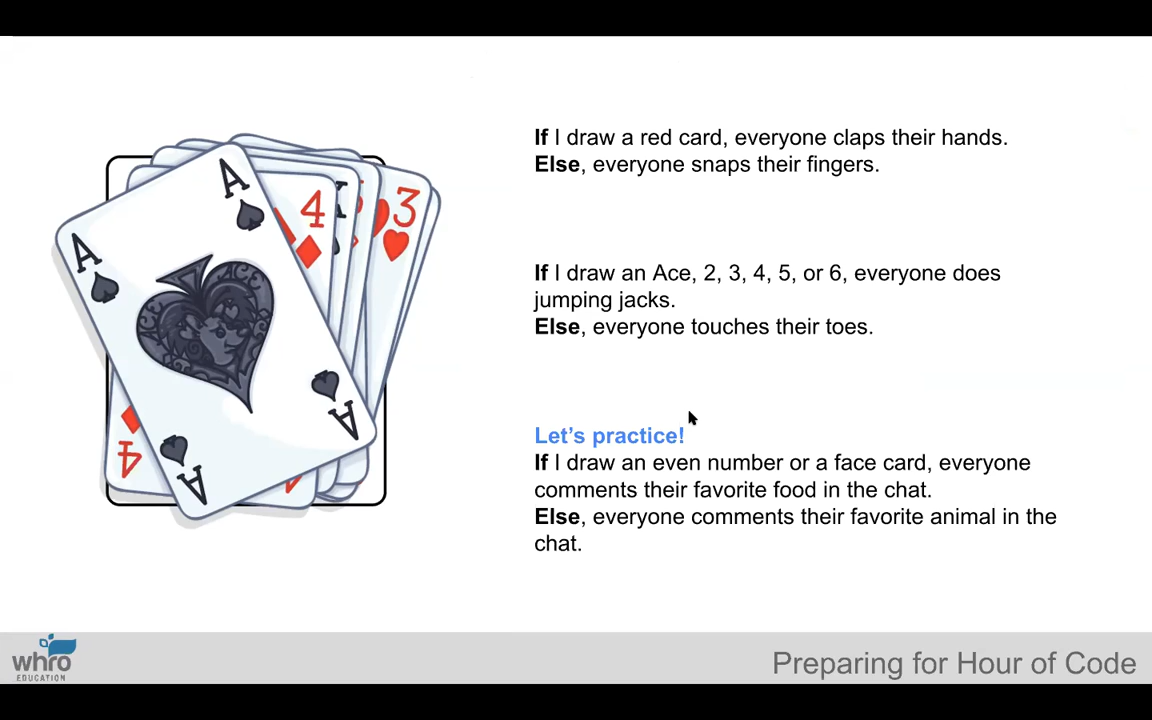 A
A
4
3
A
A
4
If I draw a red card, everyone claps their hands.
Else, everyone snaps their fingers.
If I draw an Ace, 2, 3, 4, 5, or 6, everyone does
jumping jacks.
Else, everyone touches their toes.
Let's practice!
If I draw an even number or a face card, everyone
comments their favorite food in the chat.
Else, everyone comments their favorite animal in the
chat.
whro
EDUCATION
Preparing for Hour of Code